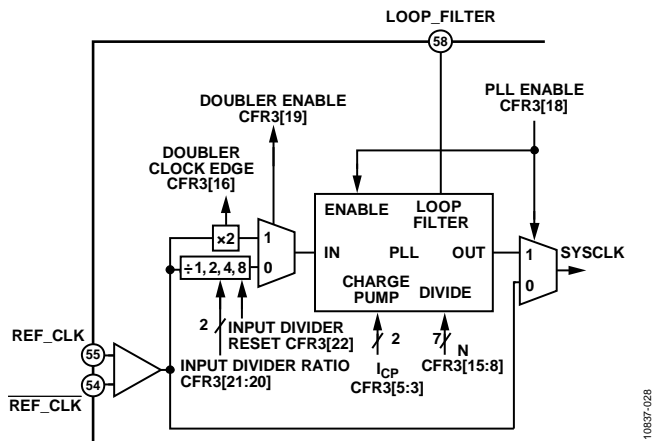 LOOP_FILTER
58
DOUBLER ENABLE
CFR3[19]
PLL ENABLE
CFR3[18]
DOUBLER
CLOCK EDGE
CFR3[16]
ENABLE
LOOP
FILTER
×2
1
IN
PLL
OUT
1
SYSCLK
÷1, 2, 4, 8
0
0
CHARGE
PUMP
DIVIDE
2
INPUT DIVIDER
RESET CFR3[22]
2
7
REF_CLK
55
INPUT DIVIDER RATIO
CFR3[21:20]
ICP
CFR3[5:3]
N
CFR3[15:8]
54
REF_CLK
10837-028